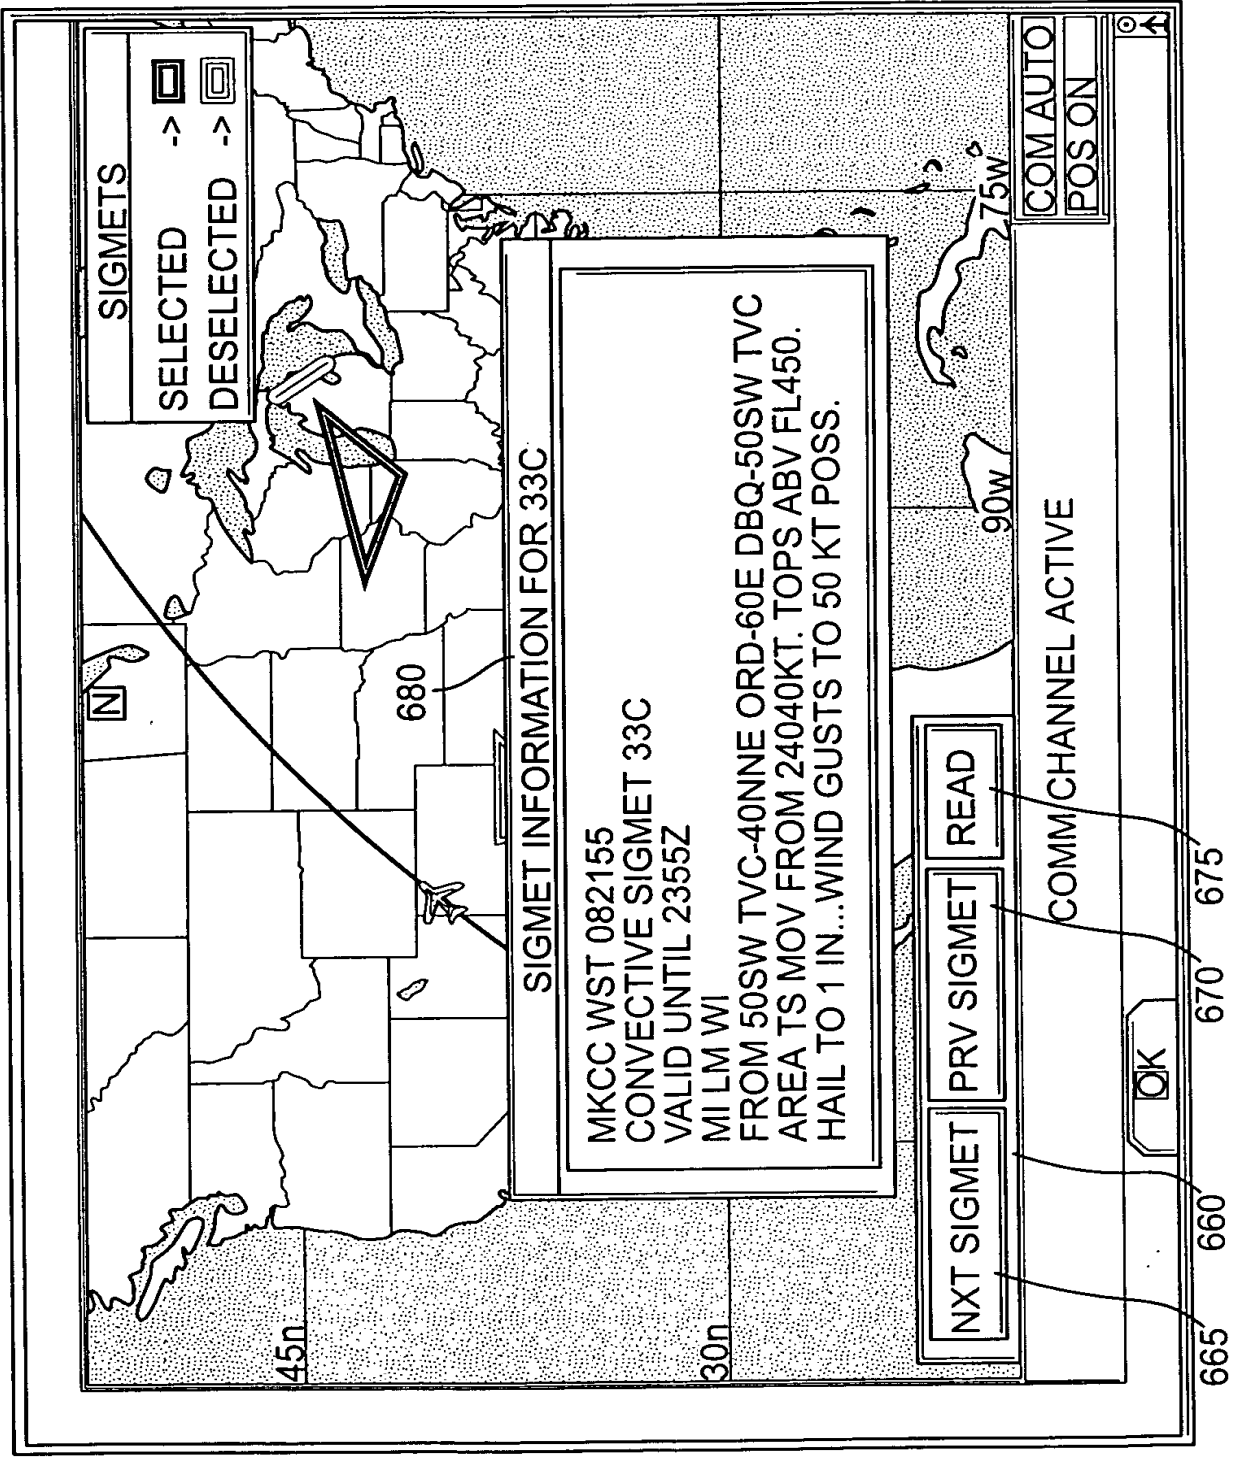 SIGMETS
SELECTED ->
DESELECTED ->
N
45n
680
SIGMET INFORMATION FOR 33C
MKCC WST 082155
CONVECTIVE SIGMET 33C
VALID UNTIL 2355Z
MI LM WI
FROM 50SW TVC-40NNE ORD-60E DBQ-50SW TVC
AREA TS MOV FROM 24040KT. TOPS ABV FL450.
HAIL TO 1 IN...WIND GUSTS TO 50 KT POSS.
30n
90w
75w
NXT SIGMET
PRV SIGMET
READ
COMM CHANNEL ACTIVE
COM AUTO
POS ON
OK
665
660
670
675